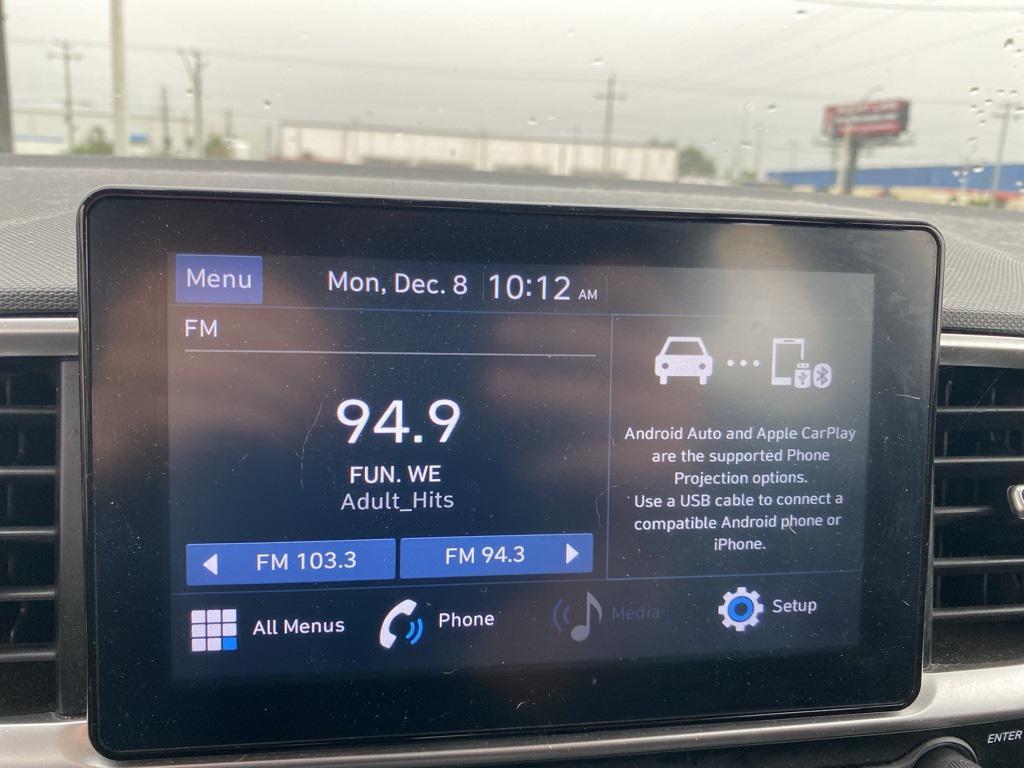 Menu
Mon, Dec. 8
10:12 AM
FM
94.9
FUN. WE
Adult_Hits
FM 103.3
FM 94.3
Android Auto and Apple CarPlay
are the supported Phone
Projection options.
Use a USB cable to connect a
compatible Android phone or
iPhone.
All Menus
Phone
Media
Setup
ENTER